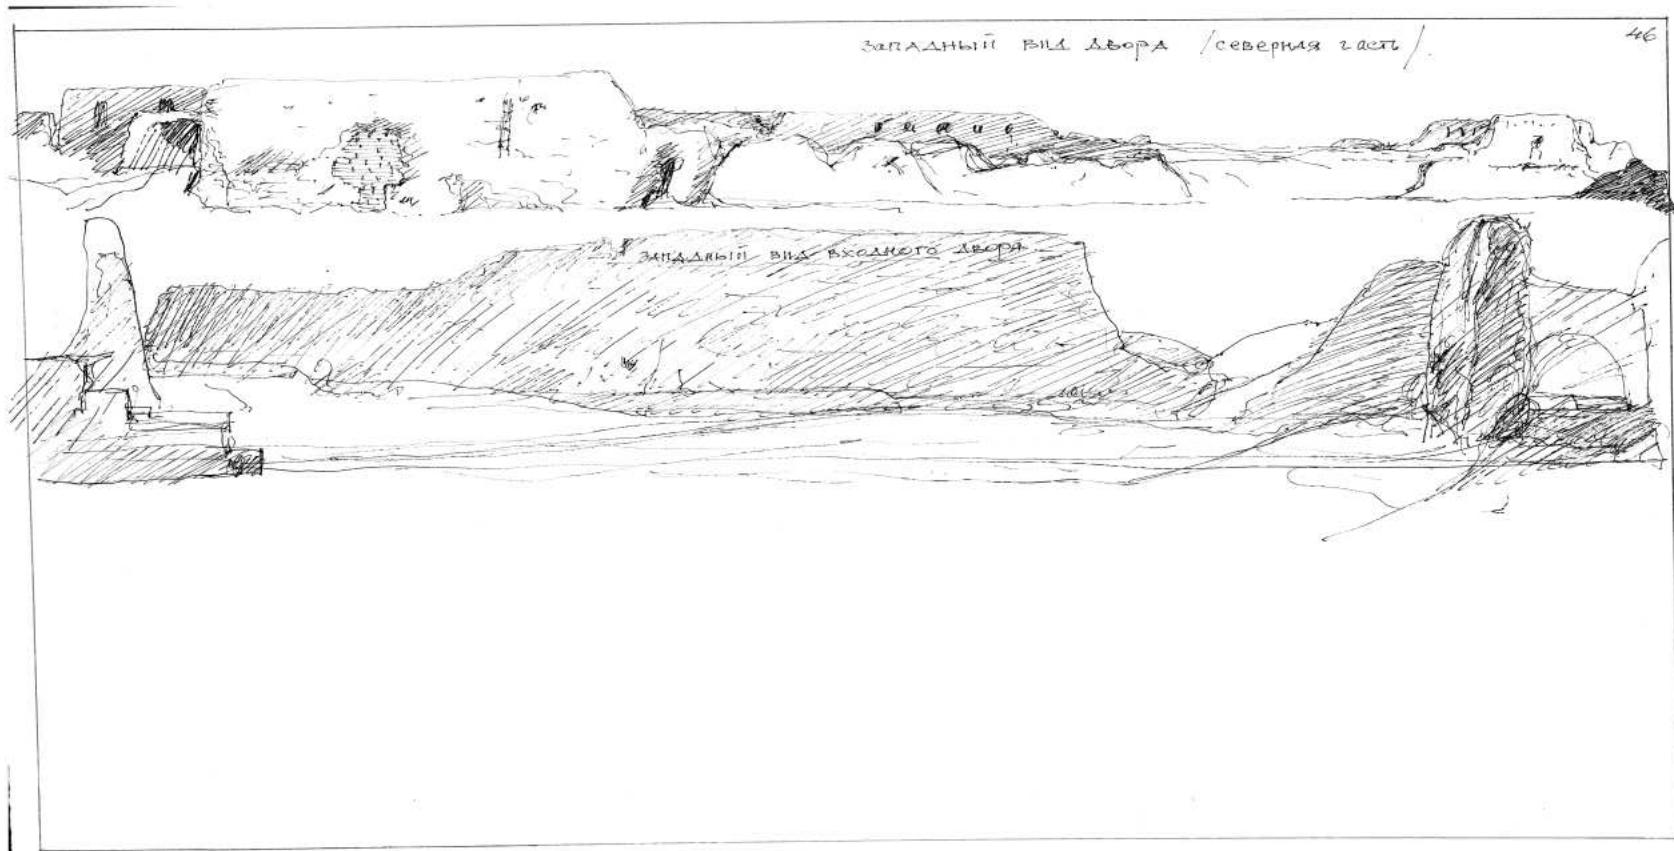 западный вид двора /северная часть/.
46
западный вид входного двора